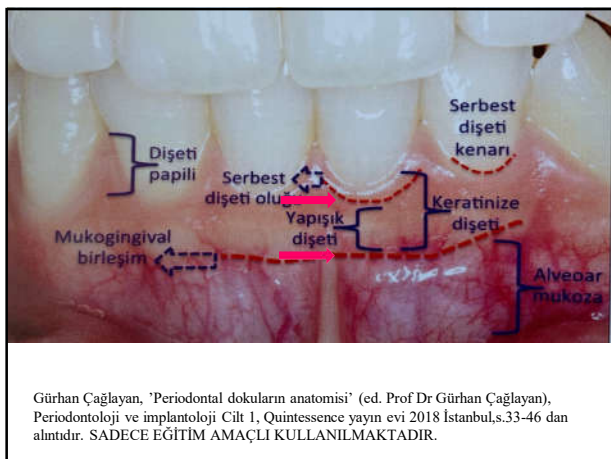 Serbest
dişeti
kenarı
Dişeti
papili
Serbest
dişeti oluğu
Keratinize
dişeti
Yapışık
dişeti
Mukogingival
birleşim
Alveoar
mukoza
Gürhan Çağlayan, ’Periodontal dokuların anatomisi’ (ed. Prof Dr Gürhan Çağlayan),
Periodontoloji ve implantoloji Cilt 1, Quintessence yayın evi 2018 İstanbul,s.33-46 dan
alıntıdır. SADECE EĞİTİM AMAÇLI KULLANILMAKTADIR.